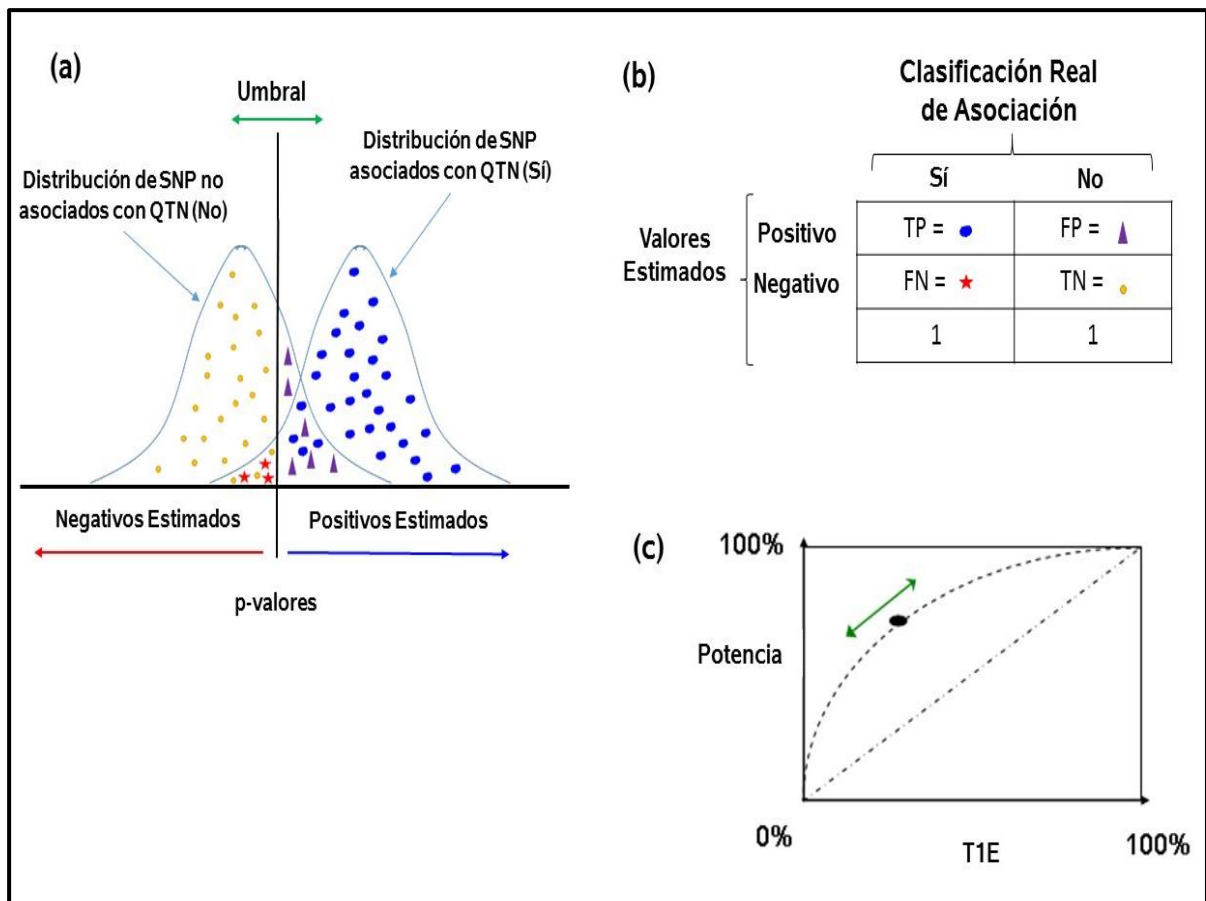 (a)
Umbral
Distribución de SNP no
asociados con QTN (No)
Distribución de SNP
asociados con QTN (Sí)
Negativos Estimados
Positivos Estimados
p-valores
(b)
Clasificación Real
de Asociación
Sí No
Valores
Estimados
Positivo TP = FP =
Negativo FN = TN =
1 1
(c)
100%
Potencia
0%
T1E
100%